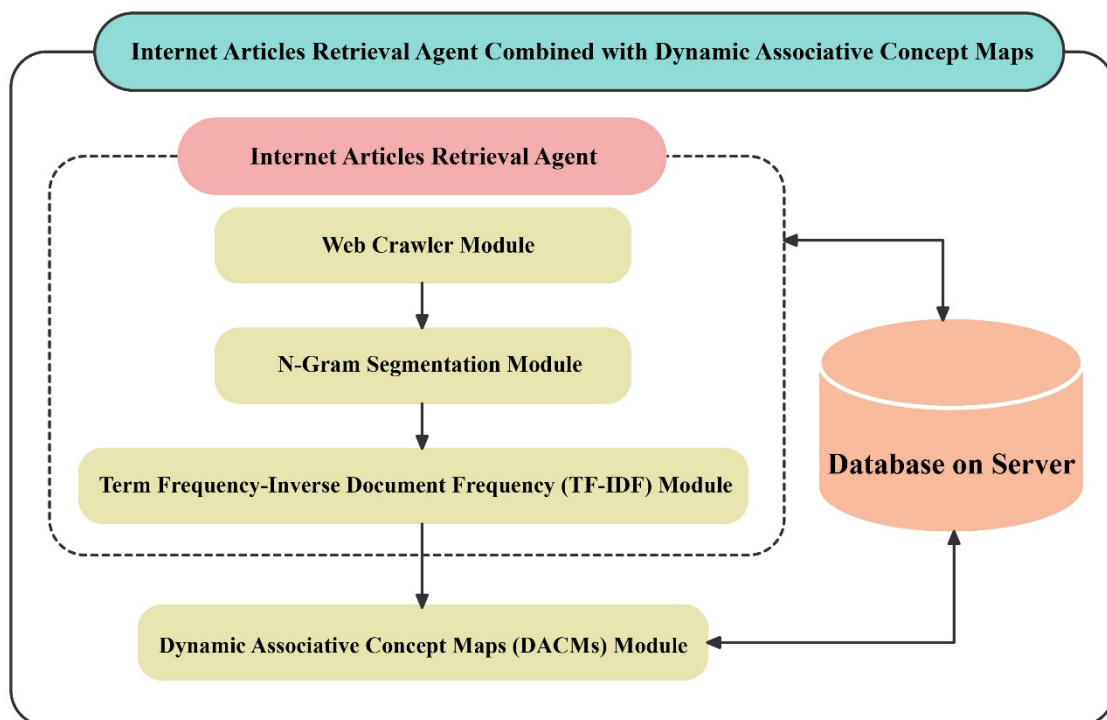 Internet Articles Retrieval Agent Combined with Dynamic Associative Concept Maps
Internet Articles Retrieval Agent
Web Crawler Module
N-Gram Segmentation Module
Term Frequency-Inverse Document Frequency (TF-IDF) Module
Database on Server
Dynamic Associative Concept Maps (DACMs) Module